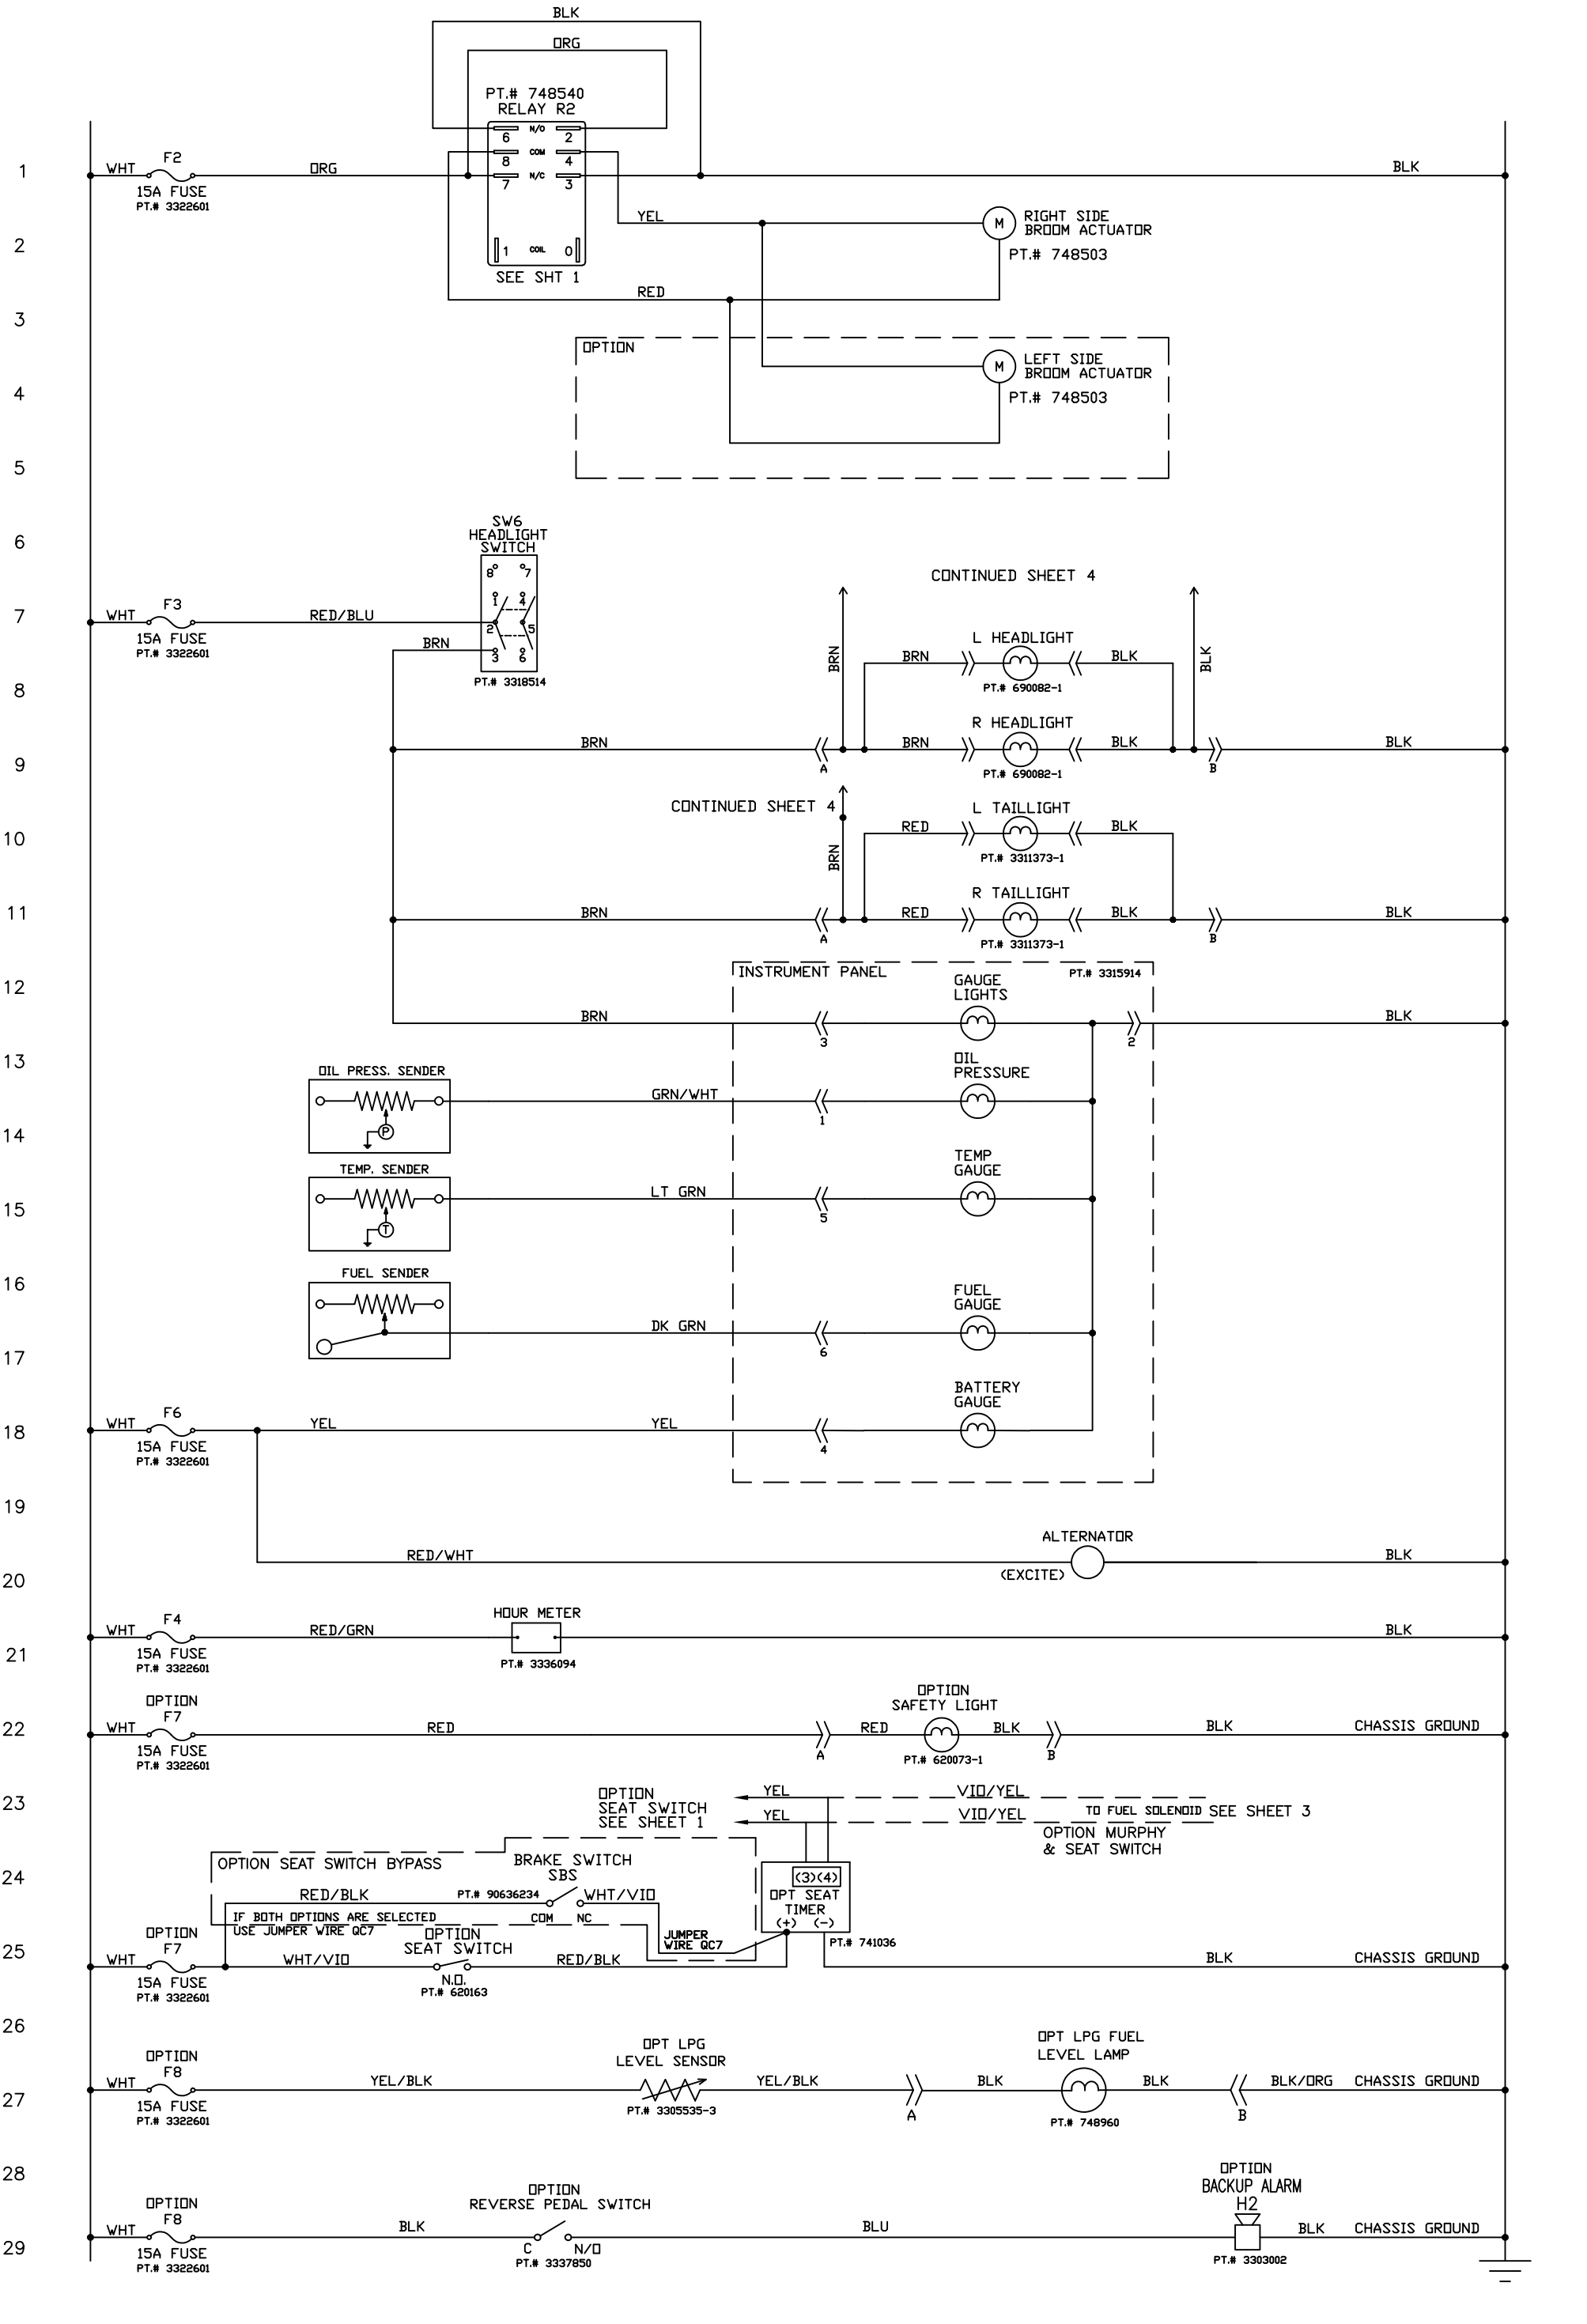 BLK
ORG
PT.# 748540
RELAY R2
6 N/O 2
8 COM 4
7 N/C 3
1 COIL 0
SEE SHT 1
1
WHT
F2
15A FUSE
PT.# 3322601
ORG
BLK
YEL
M
RIGHT SIDE
BROOM ACTUATOR
PT.# 748503
2
RED
3
OPTION
M
LEFT SIDE
BROOM ACTUATOR
PT.# 748503
4
5
6
SW6
HEADLIGHT
SWITCH
8 7
1 4
2 5
3 6
PT.# 3318514
7
WHT
F3
15A FUSE
PT.# 3322601
RED/BLU
BRN
CONTINUED SHEET 4
BRN
BLK
L HEADLIGHT
BRN
BLK
PT.# 690082-1
8
R HEADLIGHT
BRN
A
BRN
BLK
B
BLK
PT.# 690082-1
9
CONTINUED SHEET 4
BRN
L TAILLIGHT
RED
BLK
PT.# 3311373-1
10
R TAILLIGHT
11
BRN
A
RED
BLK
B
BLK
PT.# 3311373-1
INSTRUMENT PANEL
PT.# 3315914
12
GAUGE
LIGHTS
BRN
3
2
BLK
13
OIL PRESS. SENDER
P
GRN/WHT
1
OIL
PRESSURE
14
TEMP. SENDER
T
LT GRN
5
TEMP
GAUGE
15
16
FUEL SENDER
DK GRN
6
FUEL
GAUGE
17
BATTERY
GAUGE
18
WHT
F6
15A FUSE
PT.# 3322601
YEL
YEL
4
19
RED/WHT
ALTERNATOR
(EXCITE)
BLK
20
HOUR METER
21
WHT
F4
15A FUSE
PT.# 3322601
RED/GRN
PT.# 3336094
BLK
22
OPTION
F7
WHT
15A FUSE
PT.# 3322601
RED
A
RED
OPTION
SAFETY LIGHT
PT.# 620073-1
BLK
B
BLK
CHASSIS GROUND
23
OPTION
SEAT SWITCH
SEE SHEET 1
YEL
YEL
VIO/YEL
VIO/YEL
TO FUEL SOLENOID SEE SHEET 3
OPTION MURPHY
& SEAT SWITCH
24
OPTION SEAT SWITCH BYPASS
BRAKE SWITCH
SBS
RED/BLK
PT.# 90636234
WHT/VIO
COM NC
IF BOTH OPTIONS ARE SELECTED
USE JUMPER WIRE QC7
JUMPER
WIRE QC7
(3)(4)
OPT SEAT
TIMER
(+) (-)
PT.# 741036
25
OPTION
F7
WHT
15A FUSE
PT.# 3322601
WHT/VIO
OPTION
SEAT SWITCH
N.O.
PT.# 620163
RED/BLK
BLK
CHASSIS GROUND
26
27
OPTION
F8
WHT
15A FUSE
PT.# 3322601
YEL/BLK
OPT LPG
LEVEL SENSOR
PT.# 3305535-3
YEL/BLK
A
BLK
OPT LPG FUEL
LEVEL LAMP
PT.# 748960
BLK
B
BLK/ORG
CHASSIS GROUND
28
29
OPTION
F8
WHT
15A FUSE
PT.# 3322601
BLK
OPTION
REVERSE PEDAL SWITCH
C N/O
PT.# 3337850
BLU
OPTION
BACKUP ALARM
H2
PT.# 3303002
BLK
CHASSIS GROUND